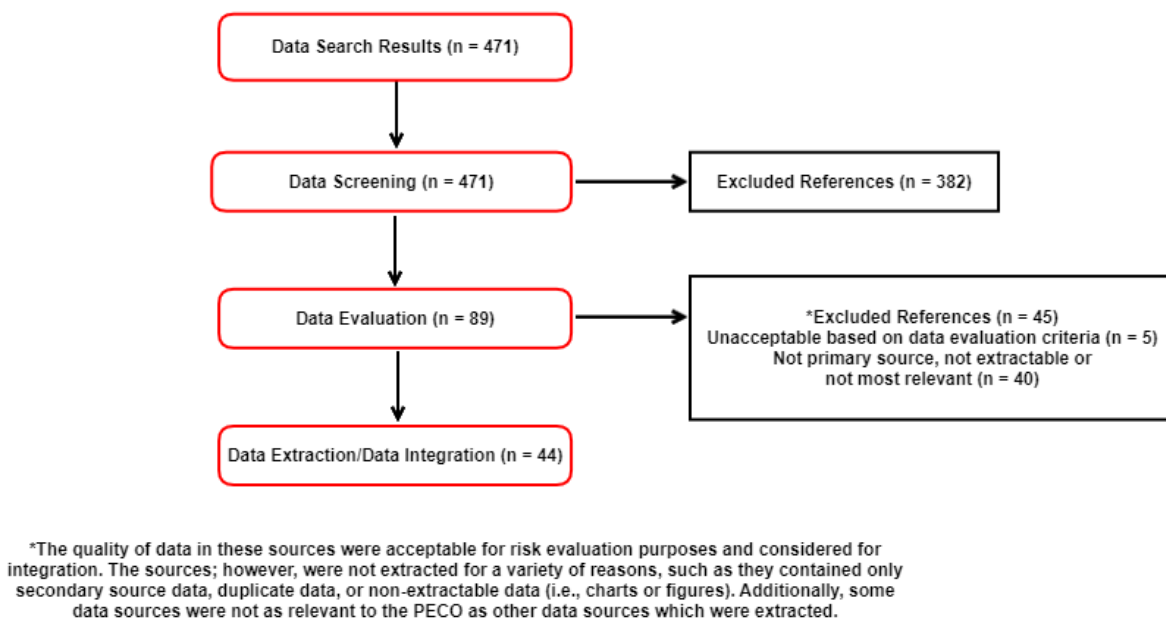 Data Search Results (n = 471)
Data Screening (n = 471)
Excluded References (n = 382)
Data Evaluation (n = 89)
*Excluded References (n = 45)
Unacceptable based on data evaluation criteria (n = 5)
Not primary source, not extractable or
not most relevant (n = 40)
Data Extraction/Data Integration (n = 44)
*The quality of data in these sources were acceptable for risk evaluation purposes and considered for
integration. The sources; however, were not extracted for a variety of reasons, such as they contained only
secondary source data, duplicate data, or non-extractable data (i.e., charts or figures). Additionally, some
data sources were not as relevant to the PECO as other data sources which were extracted.